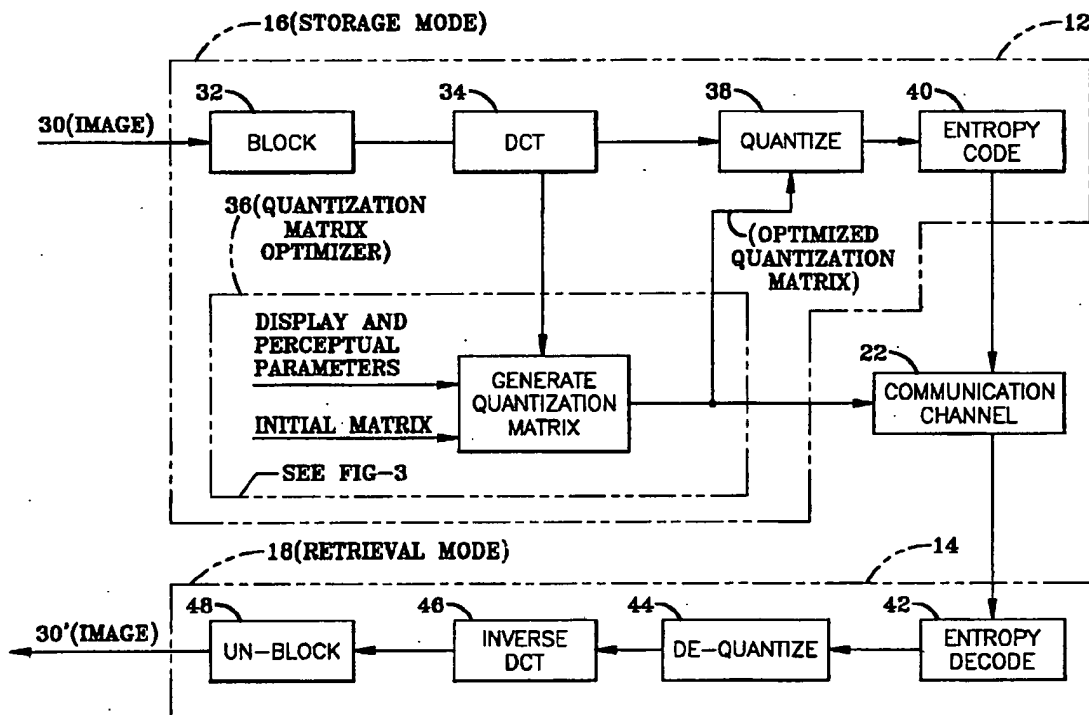 16(STORAGE MODE)
12
30(IMAGE)
32
BLOCK
34
DCT
38
QUANTIZE
40
ENTROPY
CODE
36(QUANTIZATION
MATRIX
OPTIMIZER)
(OPTIMIZED
QUANTIZATION
MATRIX)
DISPLAY AND
PERCEPTUAL
PARAMETERS
INITIAL MATRIX
GENERATE
QUANTIZATION
MATRIX
22
COMMUNICATION
CHANNEL
SEE FIG-3
18(RETRIEVAL MODE)
14
30'(IMAGE)
48
UN-BLOCK
46
INVERSE
DCT
44
DE-QUANTIZE
42
ENTROPY
DECODE